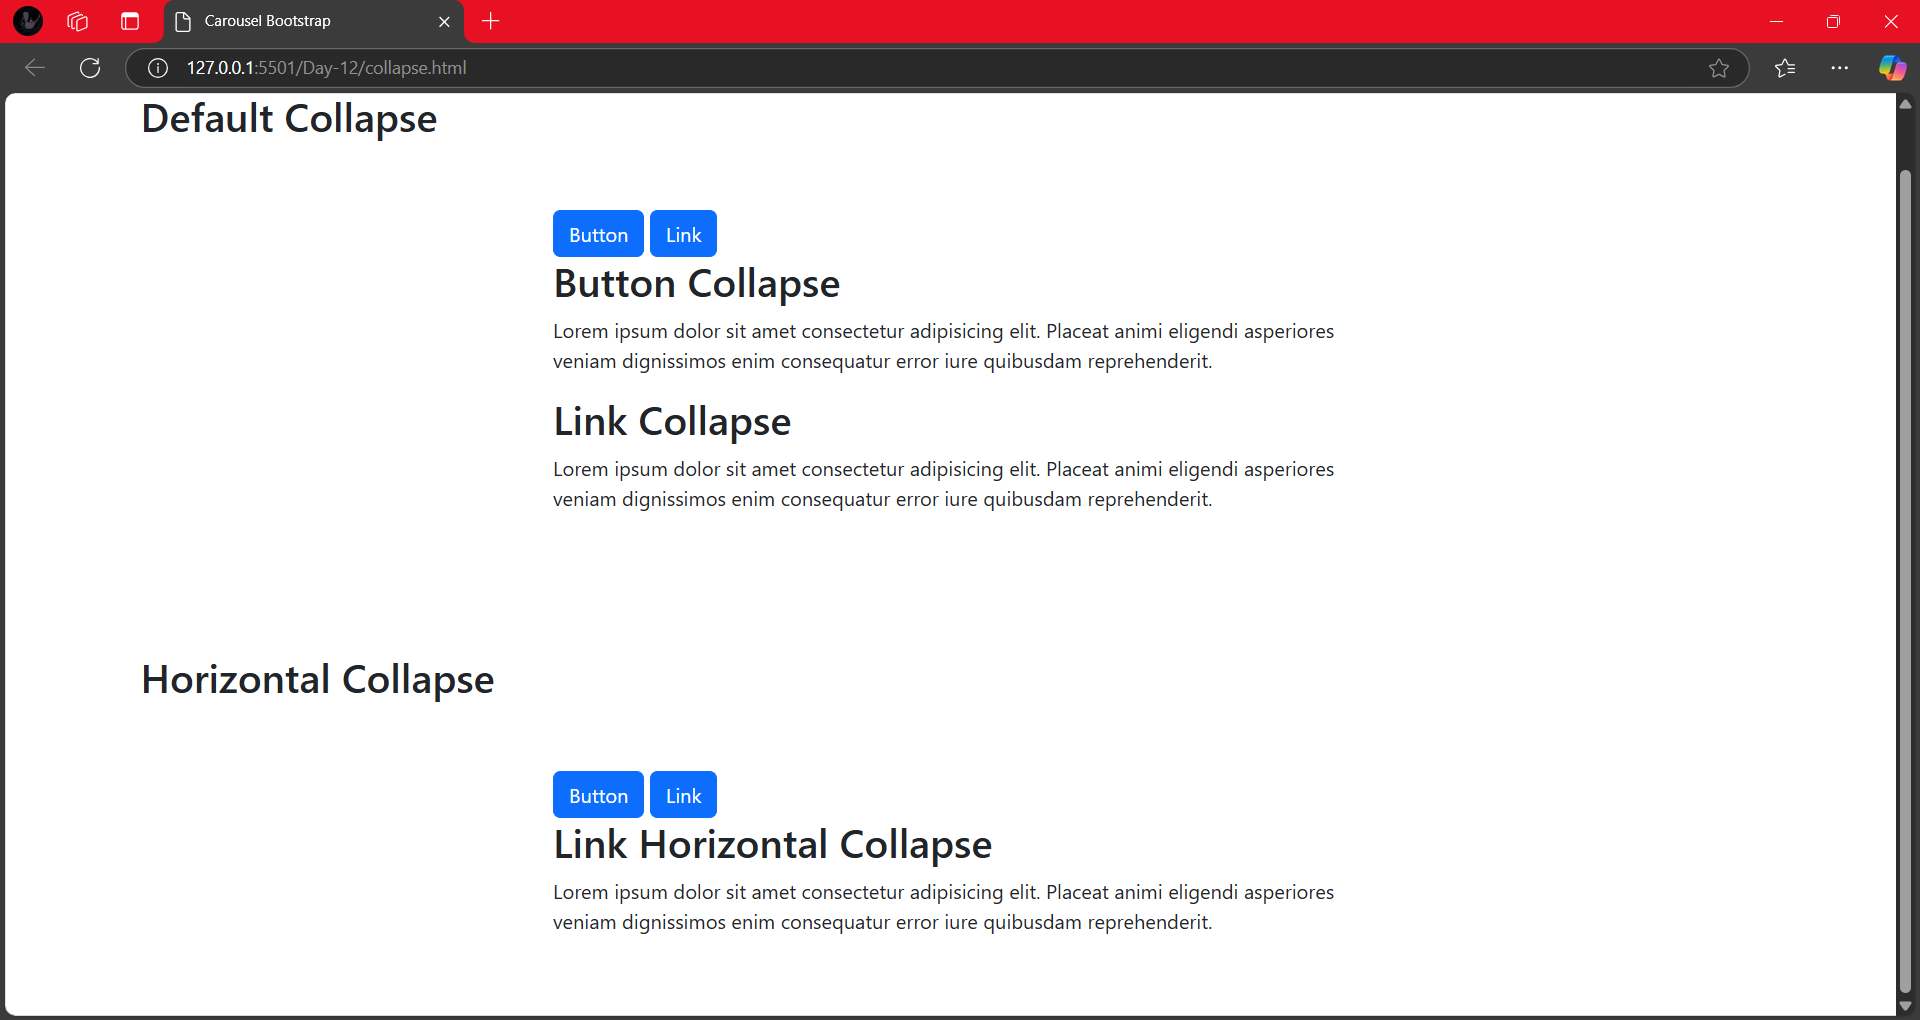 Carousel Bootstrap
127.0.0.1:5501/Day-12/collapse.html
Default Collapse
Button Link
Button Collapse
Lorem ipsum dolor sit amet consectetur adipisicing elit. Placeat animi eligendi asperiores
veniam dignissimos enim consequatur error iure quibusdam reprehenderit.
Link Collapse
Lorem ipsum dolor sit amet consectetur adipisicing elit. Placeat animi eligendi asperiores
veniam dignissimos enim consequatur error iure quibusdam reprehenderit.
Horizontal Collapse
Button Link
Link Horizontal Collapse
Lorem ipsum dolor sit amet consectetur adipisicing elit. Placeat animi eligendi asperiores
veniam dignissimos enim consequatur error iure quibusdam reprehenderit.